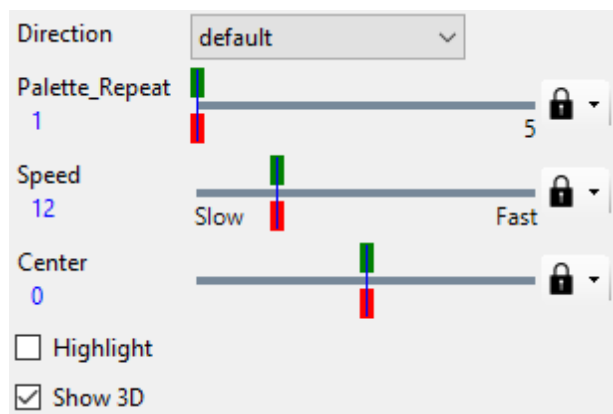 Direction default
Palette_Repeat
1
5
Speed
12
Slow Fast
Center
0
Highlight
Show 3D